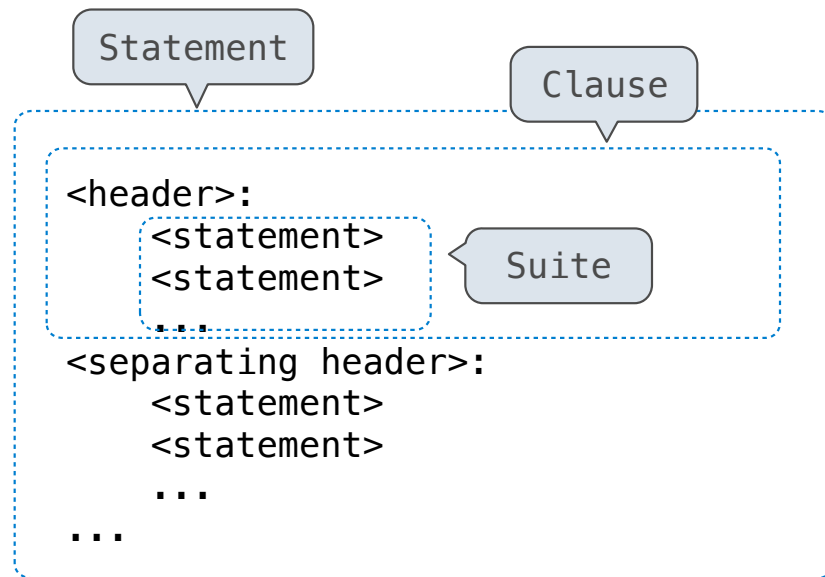 Statement
Clause
<header>:
<statement>
<statement>
Suite
...
<separating header>:
<statement>
<statement>
...
...